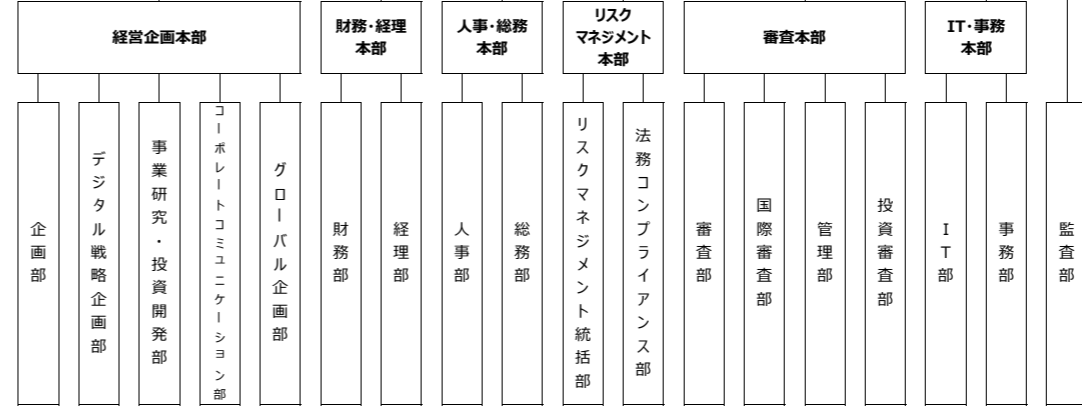 経営企画本部
財務・経理
本部
人事・総務
本部
リスク
マネジメント
本部
審査本部
IT・事務
本部
企画部
デジタル戦略企画部
事業研究・投資開発部
コーポレートコミュニケーション部
グローバル企画部
財務部
経理部
人事部
総務部
リスクマネジメント統括部
法務コンプライアンス部
審査部
国際審査部
管理部
投資審査部
IT部
事務部
監査部